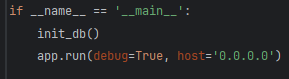 if __name__ == '__main__':
    init_db()
    app.run(debug=True, host='0.0.0.0')